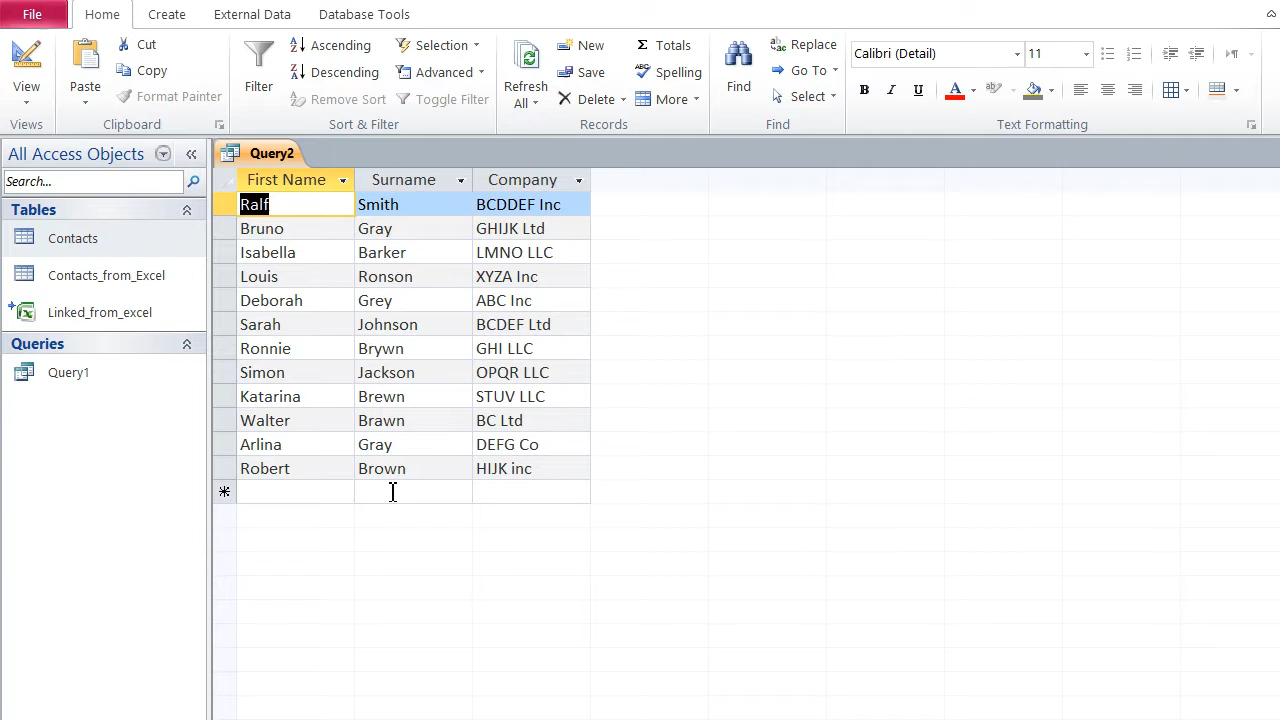 File Home Create External Data Database Tools
View
Views
Paste
Cut
Copy
Format Painter
Clipboard
Filter
Ascending
Descending
Remove Sort
Selection
Advanced
Toggle Filter
Sort & Filter
Refresh
All
New
Save
Delete
Totals
Spelling
More
Records
Find
Replace
Go To
Select
Find
Calibri (Detail) 11
B I U A
Text Formatting
All Access Objects
Search...
Tables
Contacts
Contacts_from_Excel
Linked_from_excel
Queries
Query1
Query2
First Name Surname Company
Ralf Smith BCDDEF Inc
Bruno Gray GHIJK Ltd
Isabella Barker LMNO LLC
Louis Ronson XYZA Inc
Deborah Grey ABC Inc
Sarah Johnson BCDEF Ltd
Ronnie Brywn GHI LLC
Simon Jackson OPQR LLC
Katarina Brewn STUV LLC
Walter Brawn BC Ltd
Arlina Gray DEFG Co
Robert Brown HIJK inc